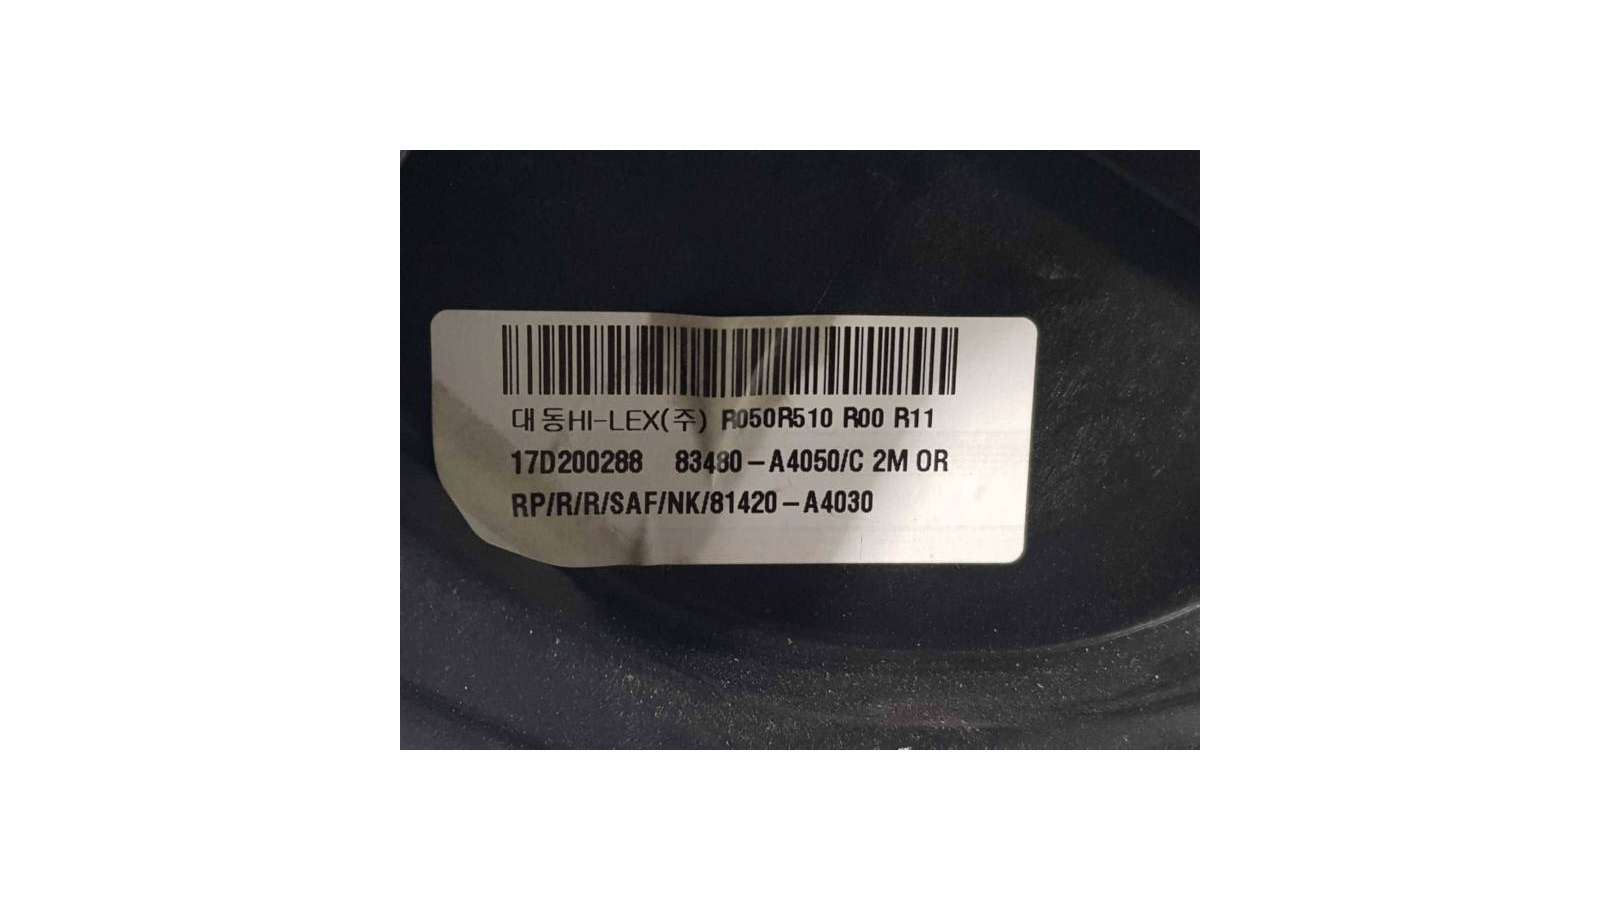 대동HI-LEX(주) R050R510 R00 R11
17D200288 83480-A4050/C 2M OR
RP/R/R/SAF/NK/81420-A4030